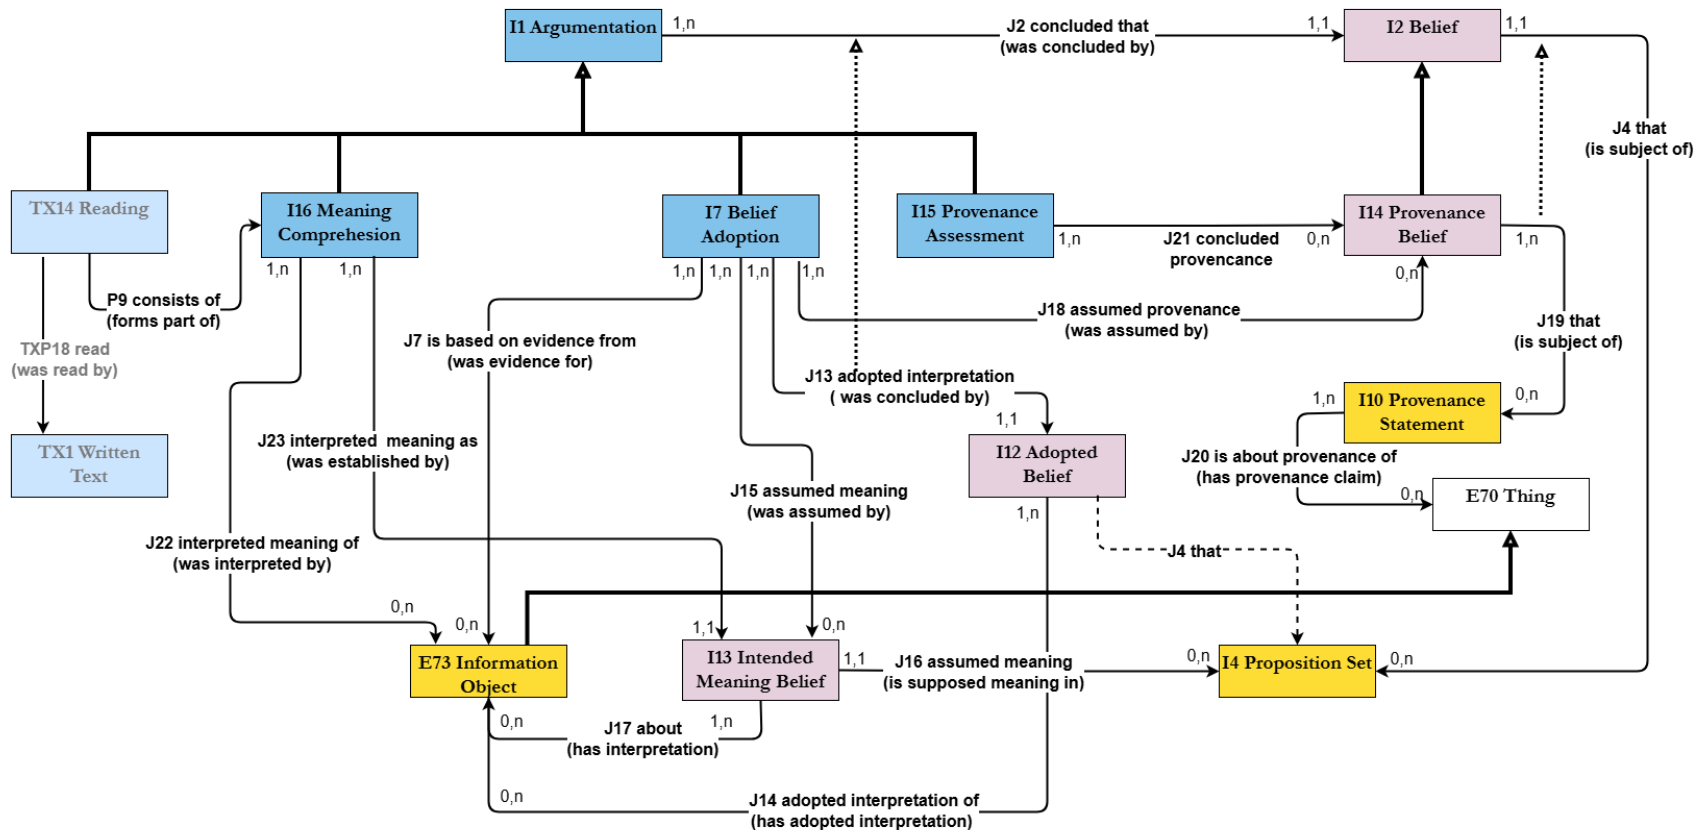 I1 Argumentation
1,n
J2 concluded that
(was concluded by)
1,1
I2 Belief
1,1
J4 that
(is subject of)
TX14 Reading
I16 Meaning
Comprehesion
I7 Belief
Adoption
I15 Provenance
Assessment
I14 Provenance
Belief
1,n
J21 concluded
provencance
0,n
1,n
0,n
1,n
1,n
1,n
1,n
1,n
1,n
P9 consists of
(forms part of)
J18 assumed provenance
(was assumed by)
J19 that
(is subject of)
TXP18 read
(was read by)
J7 is based on evidence from
(was evidence for)
J13 adopted interpretation
( was concluded by)
1,1
1,n
I10 Provenance
Statement
0,n
TX1 Written
Text
J23 interpreted  meaning as
(was established by)
I12 Adopted
Belief
J20 is about provenance of
(has provenance claim)
0,n
E70 Thing
J15 assumed meaning
(was assumed by)
1,n
J22 interpreted meaning of
(was interpreted by)
J4 that
0,n
0,n
1,1
0,n
E73 Information
Object
I13 Intended
Meaning Belief
1,1
J16 assumed meaning
(is supposed meaning in)
0,n
I4 Proposition Set
0,n
0,n
J17 about
(has interpretation)
1,n
0,n
J14 adopted interpretation of
(has adopted interpretation)